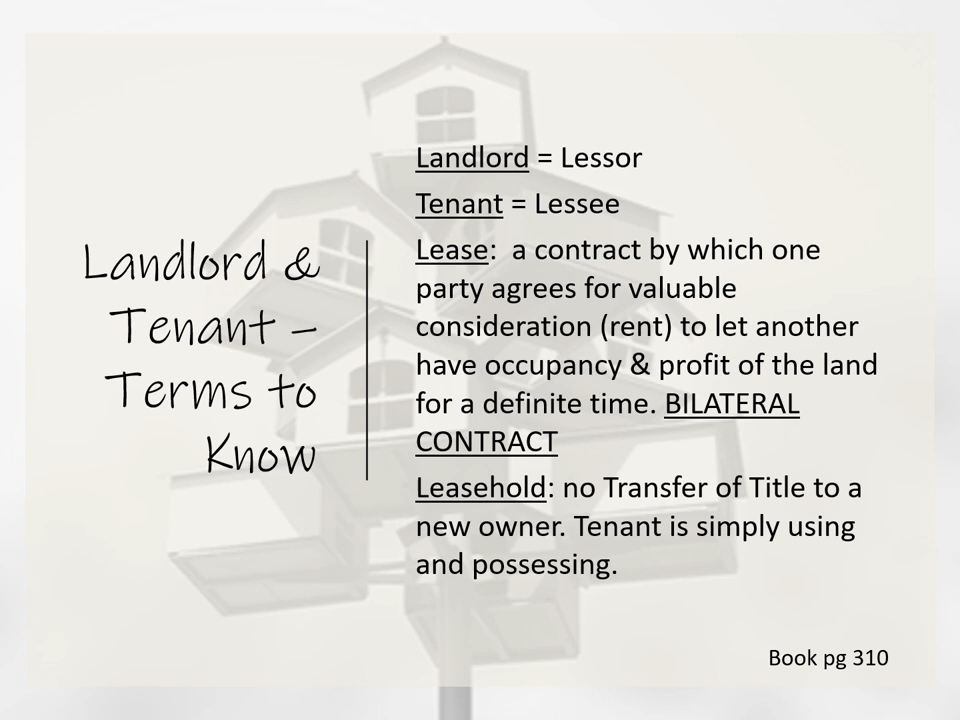 Landlord &
Tenant –
Terms to
Know
Landlord = Lessor
Tenant = Lessee
Lease:  a contract by which one
party agrees for valuable
consideration (rent) to let another
have occupancy & profit of the land
for a definite time. BILATERAL
CONTRACT
Leasehold: no Transfer of Title to a
new owner. Tenant is simply using
and possessing.
Book pg 310